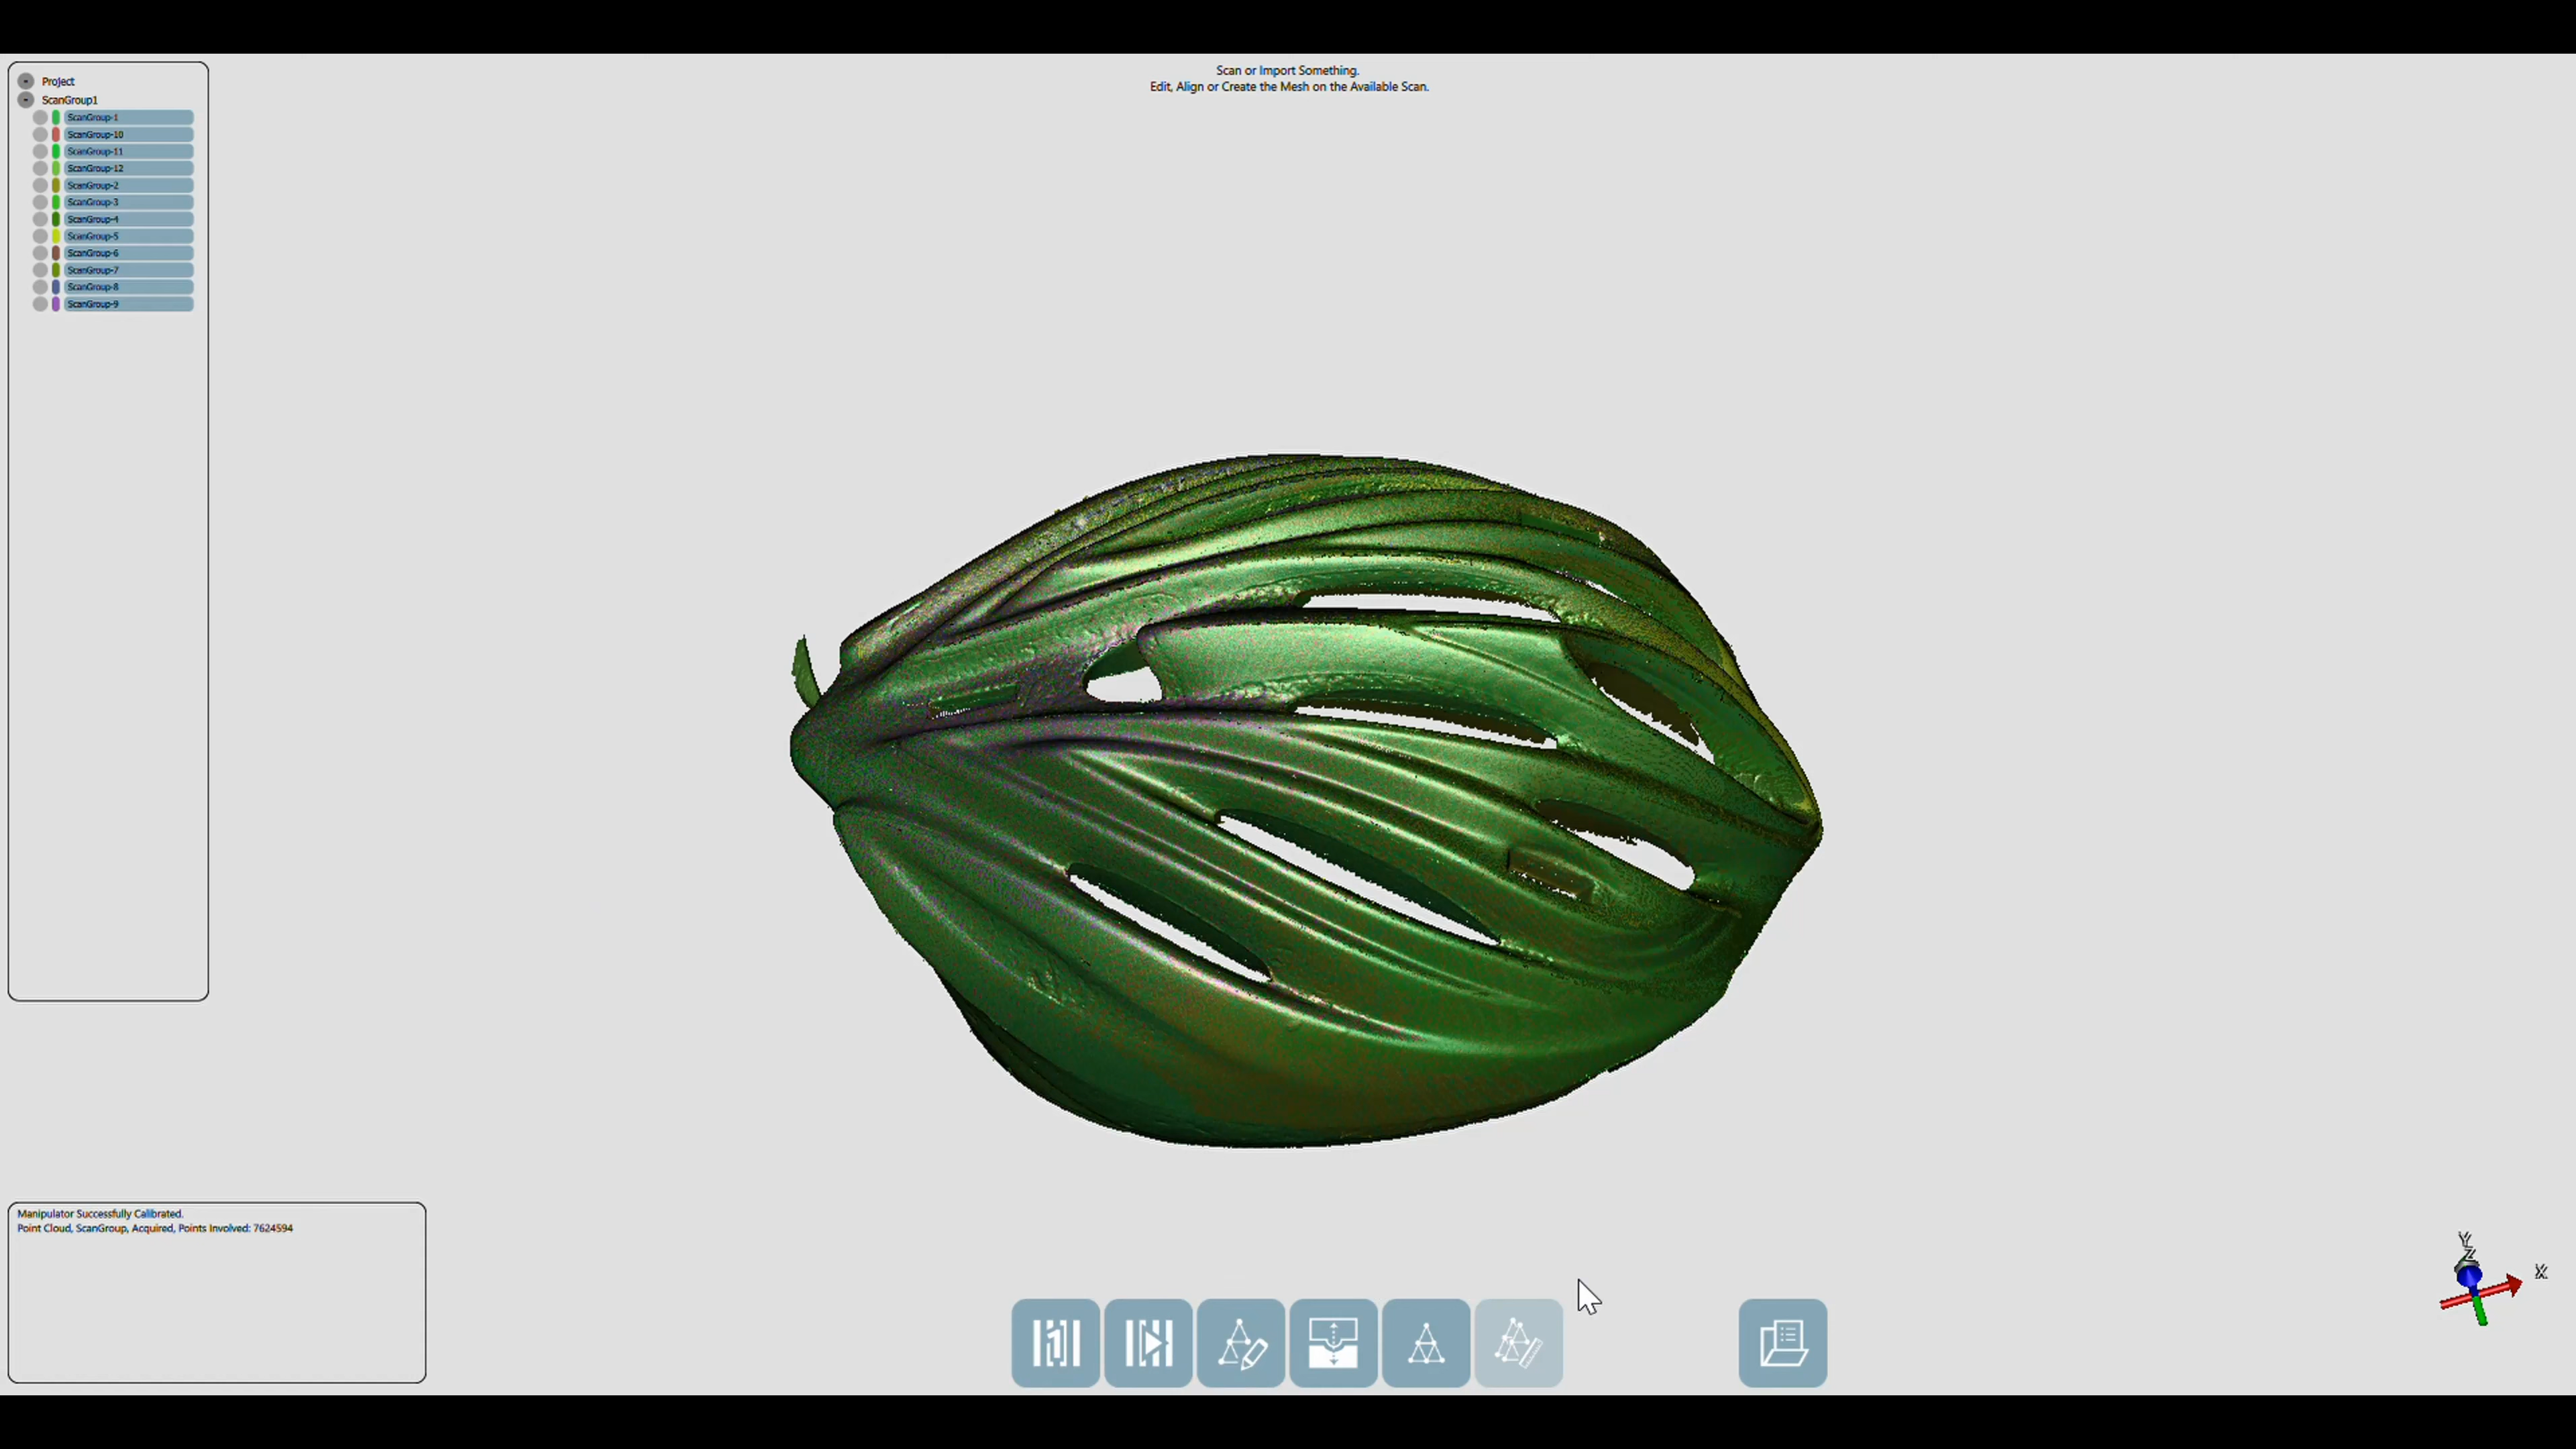 Scan or Import Something.
Edit, Align or Create the Mesh on the Available Scan.
Project
ScanGroup1
ScanGroup-1
ScanGroup-10
ScanGroup-11
ScanGroup-12
ScanGroup-2
ScanGroup-3
ScanGroup-4
ScanGroup-5
ScanGroup-6
ScanGroup-7
ScanGroup-8
ScanGroup-9
Manipulator Successfully Calibrated.
Point Cloud, ScanGroup, Acquired, Points Involved: 7624594
Y
Z
X
1